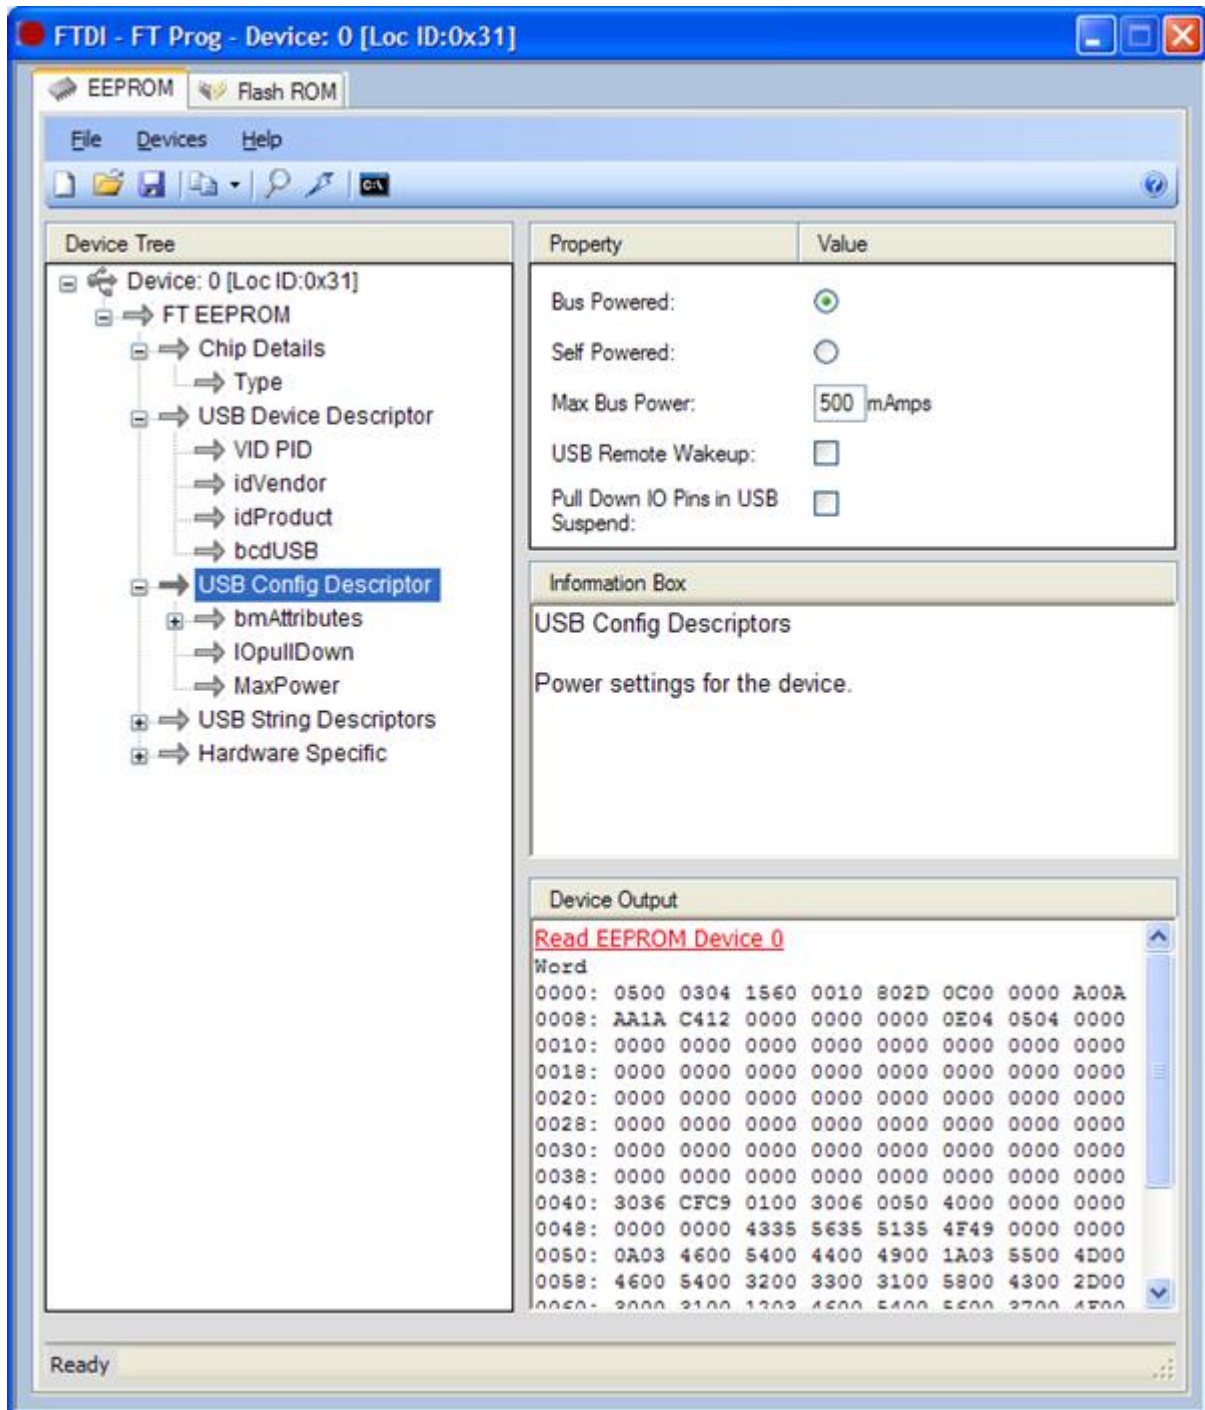 FTDI - FT Prog - Device: 0 [Loc ID:0x31]
EEPROM
Flash ROM
File Devices Help
C:\
Device Tree
Device: 0 [Loc ID:0x31]
FT EEPROM
Chip Details
Type
USB Device Descriptor
VID PID
idVendor
idProduct
bcdUSB
USB Config Descriptor
bmAttributes
IOpullDown
MaxPower
USB String Descriptors
Hardware Specific
Property Value
Bus Powered:
Self Powered:
Max Bus Power: 500 mAmps
USB Remote Wakeup:
Pull Down IO Pins in USB
Suspend:
Information Box
USB Config Descriptors
Power settings for the device.
Device Output
Read EEPROM Device 0
Word
0000: 0500 0304 1560 0010 802D 0C00 0000 A00A
0008: AA1A C412 0000 0000 0000 0E04 0504 0000
0010: 0000 0000 0000 0000 0000 0000 0000 0000
0018: 0000 0000 0000 0000 0000 0000 0000 0000
0020: 0000 0000 0000 0000 0000 0000 0000 0000
0028: 0000 0000 0000 0000 0000 0000 0000 0000
0030: 0000 0000 0000 0000 0000 0000 0000 0000
0038: 0000 0000 0000 0000 0000 0000 0000 0000
0040: 3036 CFC9 0100 3006 0050 4000 0000 0000
0048: 0000 0000 4335 5635 5135 4F49 0000 0000
0050: 0A03 4600 5400 4400 4900 1A03 5500 4D00
0058: 4600 5400 3200 3300 3100 5800 4300 2D00
Ready